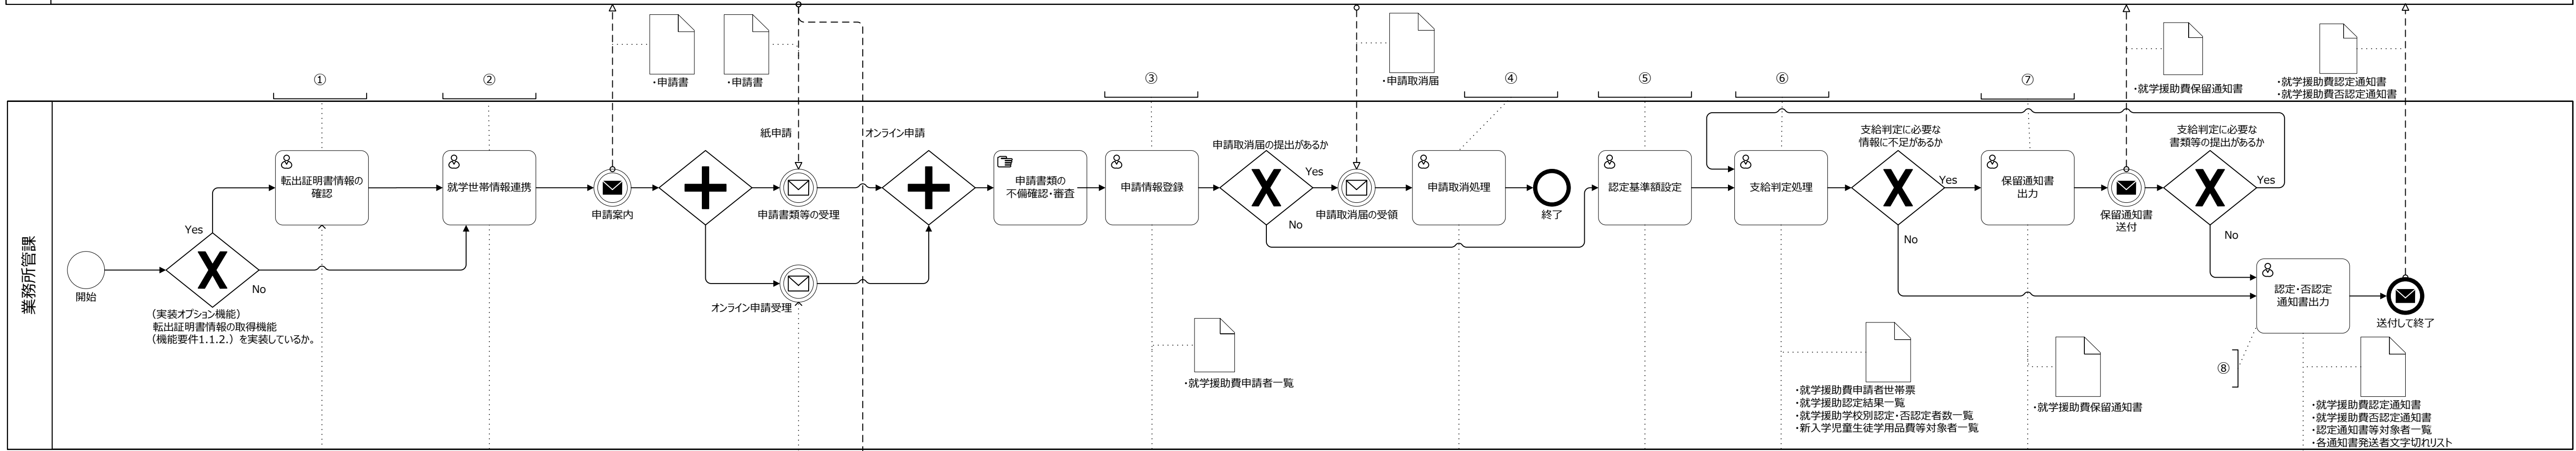 ・申請書
・申請書
・申請取消届
・就学援助費保留通知書
・就学援助費認定通知書
・就学援助費否認定通知書
①
②
③
④
⑤
⑥
⑦
業務所管課
開始
Yes
No
（実装オプション機能）
転出証明書情報の取得機能
（機能要件1.1.2.）を実装しているか。
転出証明書情報の
確認
就学世帯情報連携
申請案内
紙申請
オンライン申請
申請書類等の受理
オンライン申請受理
申請書類の
不備確認・審査
申請情報登録
・就学援助費申請者一覧
申請取消届の提出があるか
Yes
No
申請取消届の受領
申請取消処理
終了
認定基準額設定
支給判定処理
・就学援助費申請者世帯票
・就学援助認定結果一覧
・就学援助学校別認定・否認定者数一覧
・新入学児童生徒学用品費等対象者一覧
支給判定に必要な
情報に不足があるか
Yes
No
保留通知書
出力
・就学援助費保留通知書
保留通知書
送付
支給判定に必要な
書類等の提出があるか
Yes
No
認定・否認定
通知書出力
⑧
送付して終了
・就学援助費認定通知書
・就学援助費否認定通知書
・認定通知書等対象者一覧
・各通知書発送者文字切れリスト